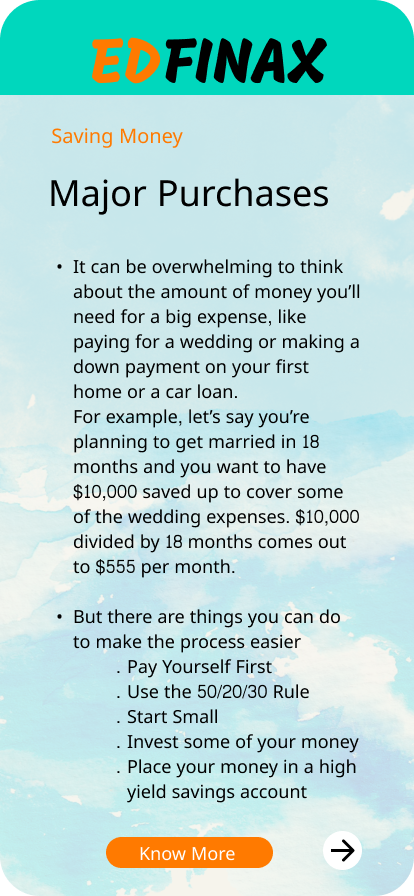 EDFINAX
Saving Money
Major Purchases
• It can be overwhelming to think
about the amount of money you'll
need for a big expense, like
paying for a wedding or making a
down payment on your first
home or a car loan.
For example, let's say you're
planning to get married in 18
months and you want to have
$10,000 saved up to cover some
of the wedding expenses. $10,000
divided by 18 months comes out
to $555 per month.
• But there are things you can do
to make the process easier
. Pay Yourself First
. Use the 50/20/30 Rule
. Start Small
. Invest some of your money
. Place your money in a high
yield savings account
Know More